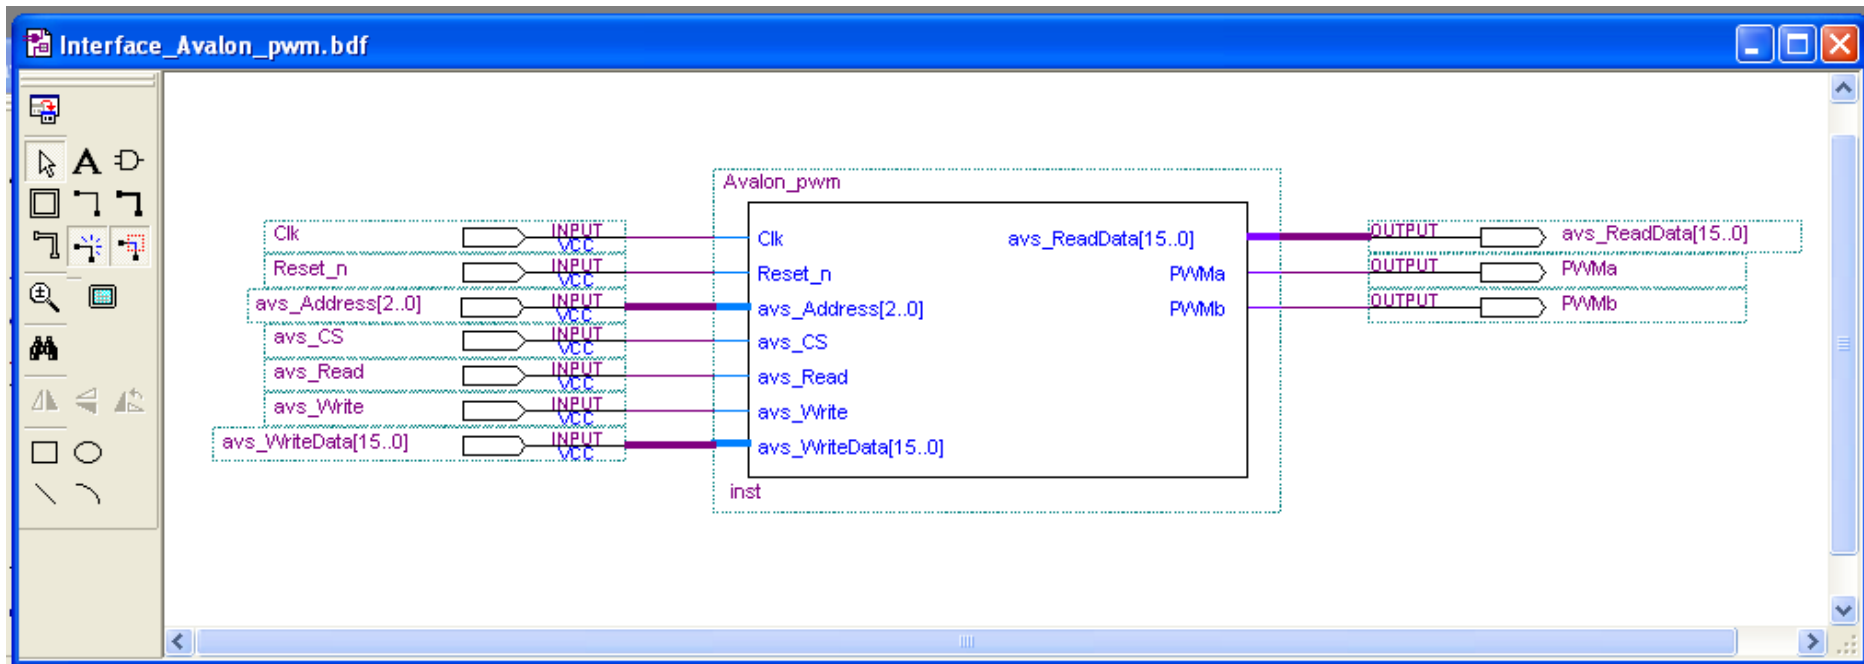 Interface_Avalon_pwm.bdf
A
Avalon_pwm
Clk INPUT VCC Clk avs_ReadData[15..0] OUTPUT avs_ReadData[15..0]
Reset_n INPUT VCC Reset_n PWMa OUTPUT PWMa
avs_Address[2..0] INPUT VCC avs_Address[2..0] PWMb OUTPUT PWMb
avs_CS INPUT VCC avs_CS
avs_Read INPUT VCC avs_Read
avs_Write INPUT VCC avs_Write
avs_WriteData[15..0] INPUT VCC avs_WriteData[15..0]
inst